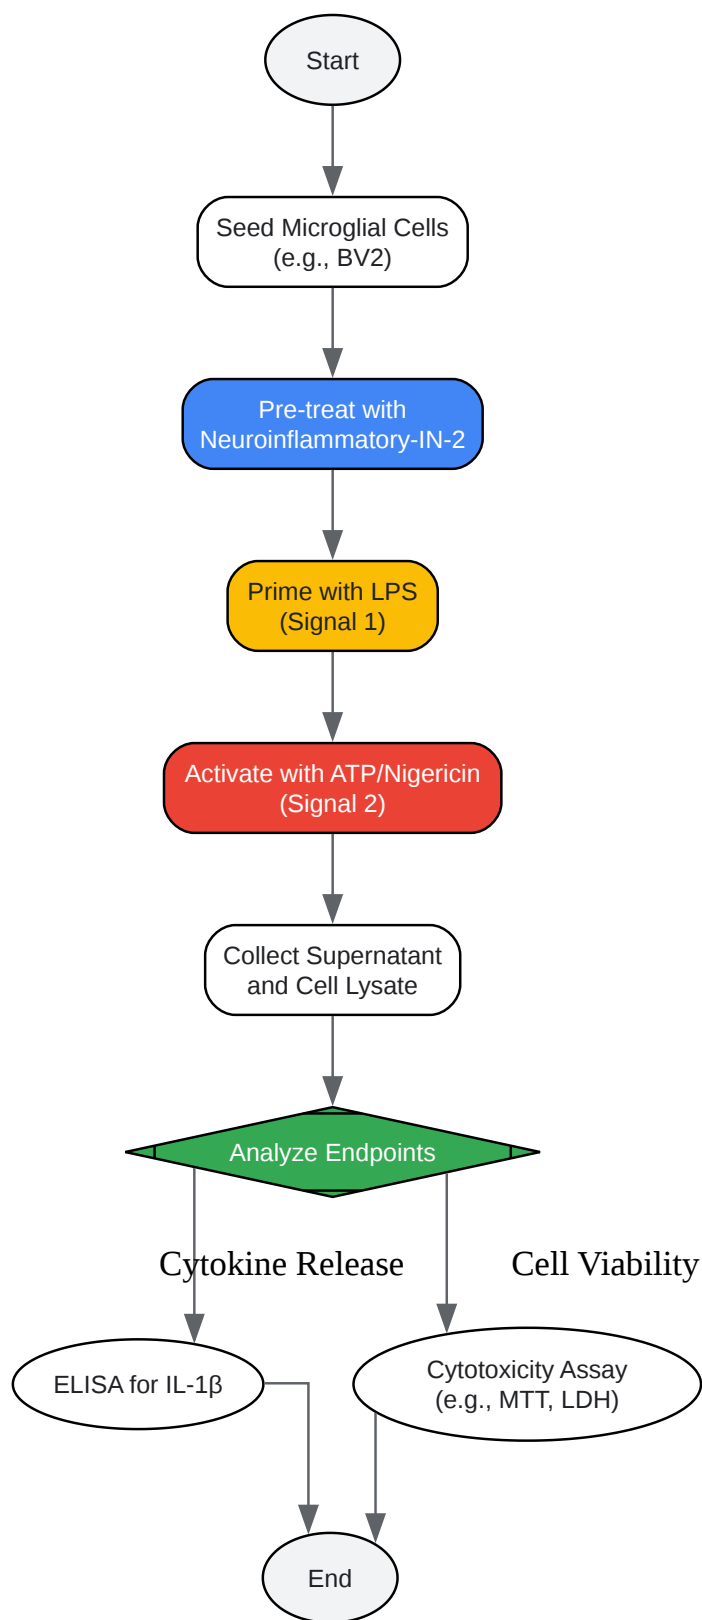 Start
Seed Microglial Cells
(e.g., BV2)
Pre-treat with
Neuroinflammatory-IN-2
Prime with LPS
(Signal 1)
Activate with ATP/Nigericin
(Signal 2)
Collect Supernatant
and Cell Lysate
Analyze Endpoints
Cytokine Release
Cell Viability
ELISA for IL-1β
Cytotoxicity Assay
(e.g., MTT, LDH)
End